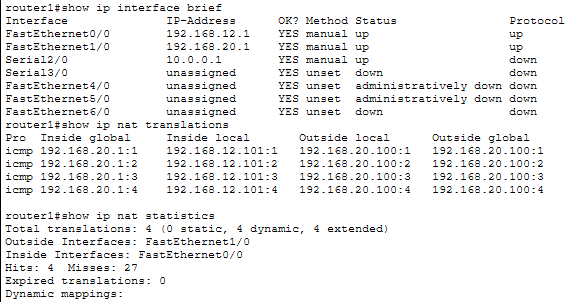 router1#show ip interface brief
Interface IP-Address OK? Method Status Protocol
FastEthernet0/0 192.168.12.1 YES manual up up
FastEthernet1/0 192.168.20.1 YES manual up up
Serial2/0 10.0.0.1 YES manual up down
Serial3/0 unassigned YES unset down down
FastEthernet4/0 unassigned YES unset administratively down down
FastEthernet5/0 unassigned YES unset administratively down down
FastEthernet6/0 unassigned YES unset down down
router1#show ip nat translations
Pro Inside global Inside local Outside local Outside global
icmp 192.168.20.1:1 192.168.12.101:1 192.168.20.100:1 192.168.20.100:1
icmp 192.168.20.1:2 192.168.12.101:2 192.168.20.100:2 192.168.20.100:2
icmp 192.168.20.1:3 192.168.12.101:3 192.168.20.100:3 192.168.20.100:3
icmp 192.168.20.1:4 192.168.12.101:4 192.168.20.100:4 192.168.20.100:4
router1#show ip nat statistics
Total translations: 4 (0 static, 4 dynamic, 4 extended)
Outside Interfaces: FastEthernet1/0
Inside Interfaces: FastEthernet0/0
Hits: 4 Misses: 27
Expired translations: 0
Dynamic mappings: